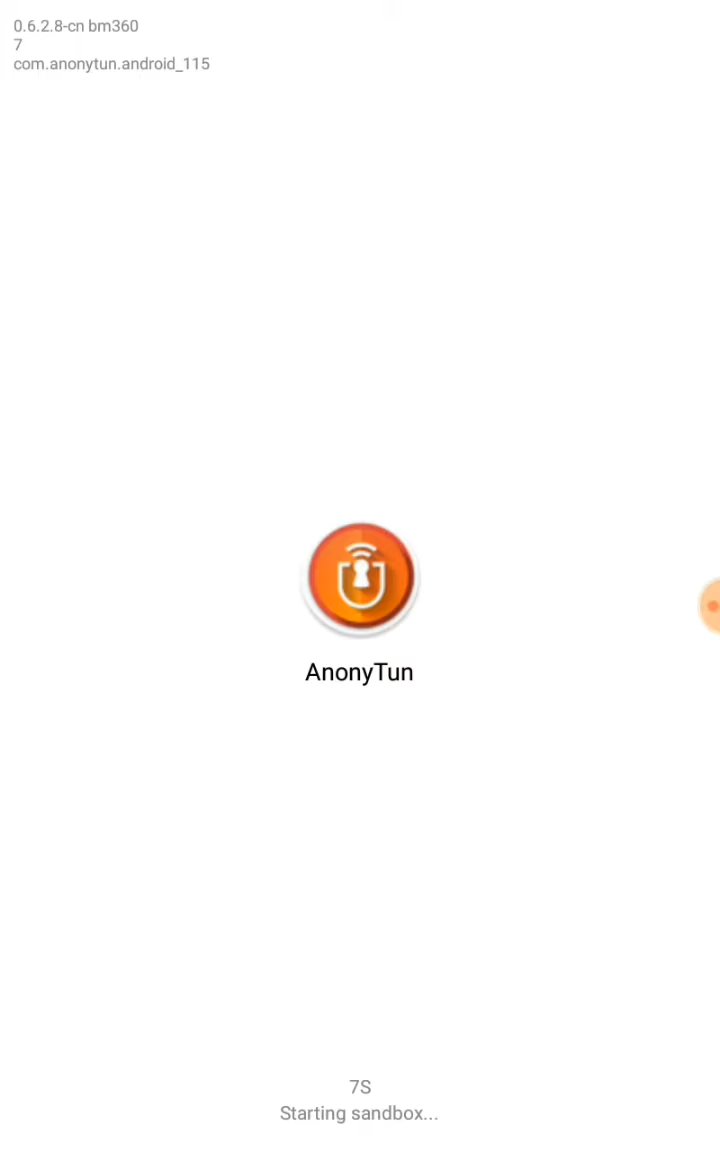 0.6.2.8-cn bm360
7
com.anonytun.android_115
AnonyTun
7S
Starting sandbox...